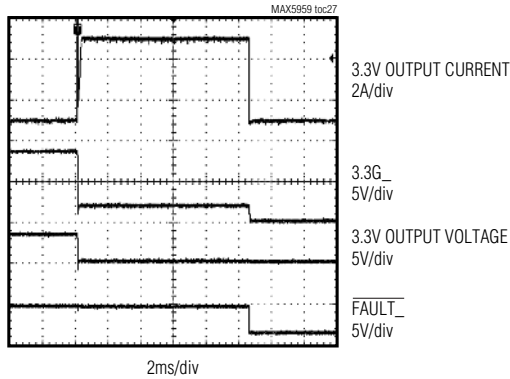 MAX5959 toc27
3.3V OUTPUT CURRENT
2A/div
3.3G_
5V/div
3.3V OUTPUT VOLTAGE
5V/div
FAULT_
5V/div
2ms/div